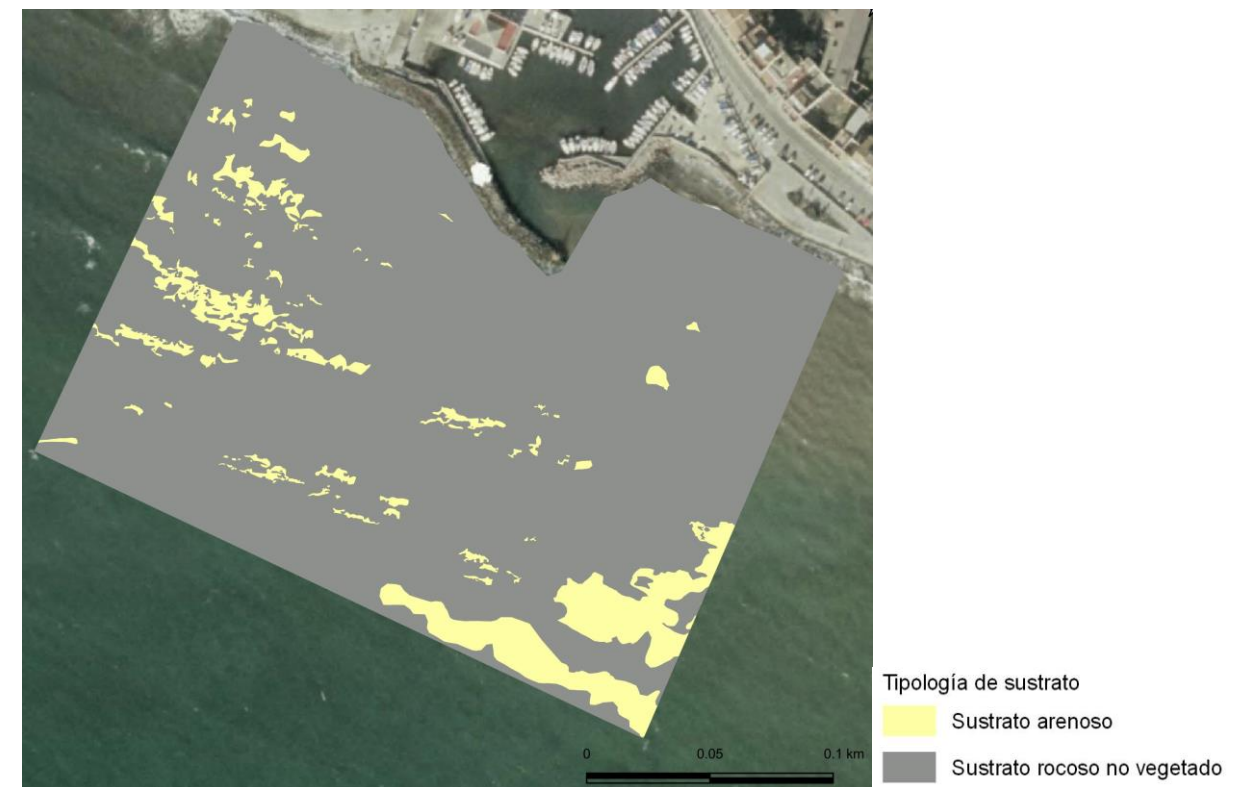 Tipología de sustrato
Sustrato arenoso
0 0.05 0.1 km
Sustrato rocoso no vegetado